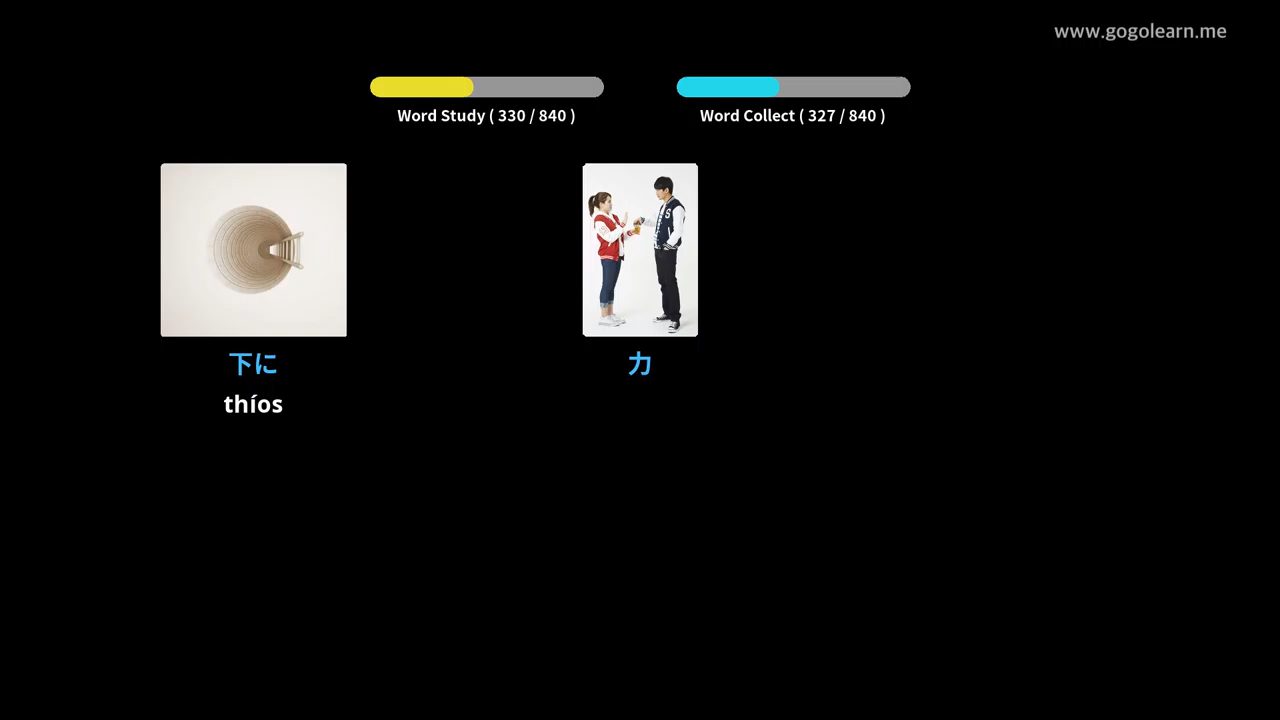 www.gogolearn.me
Word Study ( 330 / 840 )
Word Collect ( 327 / 840 )
下に
力
thíos